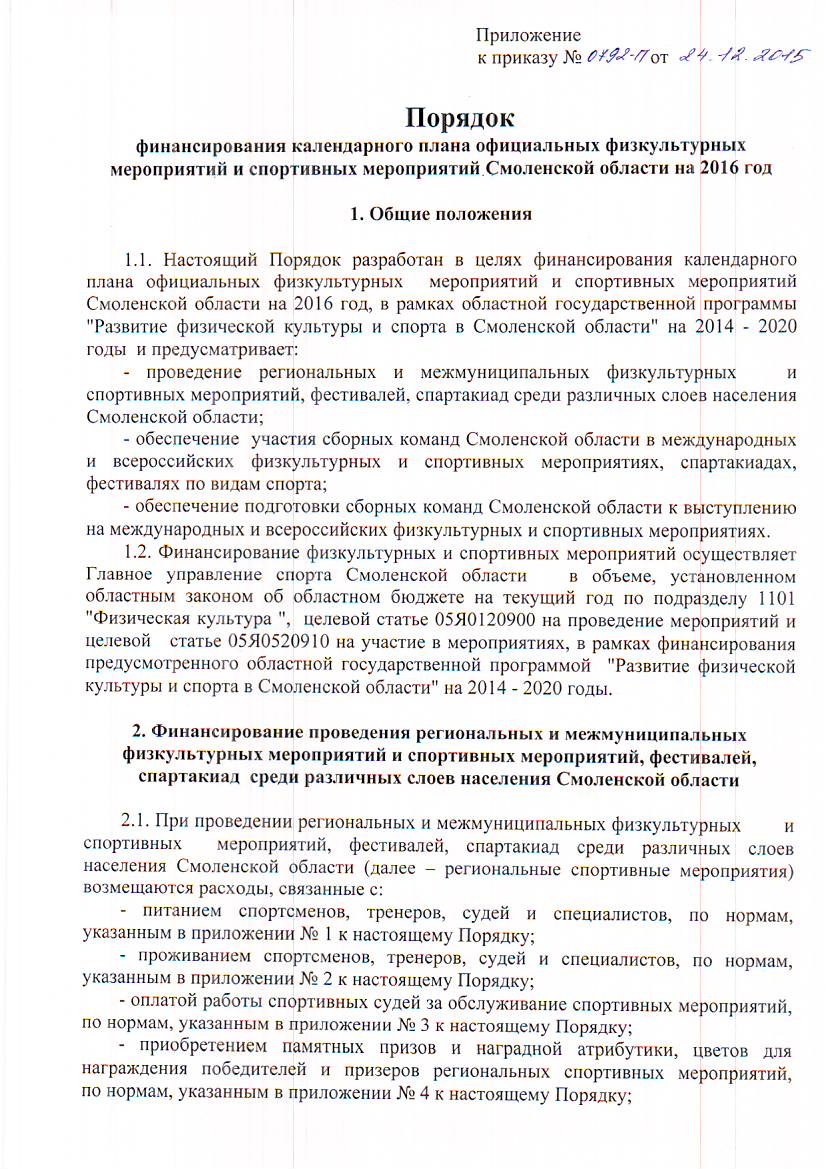 Приложение
к приказу № 0792-П от 24.12.2015
Порядок
финансирования календарного плана официальных физкультурных
мероприятий и спортивных мероприятий Смоленской области на 2016 год
1. Общие положения
1.1. Настоящий Порядок разработан в целях финансирования календарного
плана официальных физкультурных мероприятий и спортивных мероприятий
Смоленской области на 2016 год, в рамках областной государственной программы
"Развитие физической культуры и спорта в Смоленской области" на 2014 - 2020
годы и предусматривает:
- проведение региональных и межмуниципальных физкультурных и
спортивных мероприятий, фестивалей, спартакиад среди различных слоев населения
Смоленской области;
- обеспечение участия сборных команд Смоленской области в международных
и всероссийских физкультурных и спортивных мероприятиях, спартакиадах,
фестивалях по видам спорта;
- обеспечение подготовки сборных команд Смоленской области к выступлению
на международных и всероссийских физкультурных и спортивных мероприятиях.
1.2. Финансирование физкультурных и спортивных мероприятий осуществляет
Главное управление спорта Смоленской области в объеме, установленном
областным законом об областном бюджете на текущий год по подразделу 1101
"Физическая культура ", целевой статье 05Я0120900 на проведение мероприятий и
целевой статье 05Я0520910 на участие в мероприятиях, в рамках финансирования
предусмотренного областной государственной программой "Развитие физической
культуры и спорта в Смоленской области" на 2014 - 2020 годы.
2. Финансирование проведения региональных и межмуниципальных
физкультурных мероприятий и спортивных мероприятий, фестивалей,
спартакиад среди различных слоев населения Смоленской области
2.1. При проведении региональных и межмуниципальных физкультурных и
спортивных мероприятий, фестивалей, спартакиад среди различных слоев
населения Смоленской области (далее – региональные спортивные мероприятия)
возмещаются расходы, связанные с:
- питанием спортсменов, тренеров, судей и специалистов, по нормам,
указанным в приложении № 1 к настоящему Порядку;
- проживанием спортсменов, тренеров, судей и специалистов, по нормам,
указанным в приложении № 2 к настоящему Порядку;
- оплатой работы спортивных судей за обслуживание спортивных мероприятий,
по нормам, указанным в приложении № 3 к настоящему Порядку;
- приобретением памятных призов и наградной атрибутики, цветов для
награждения победителей и призеров региональных спортивных мероприятий,
по нормам, указанным в приложении № 4 к настоящему Порядку;